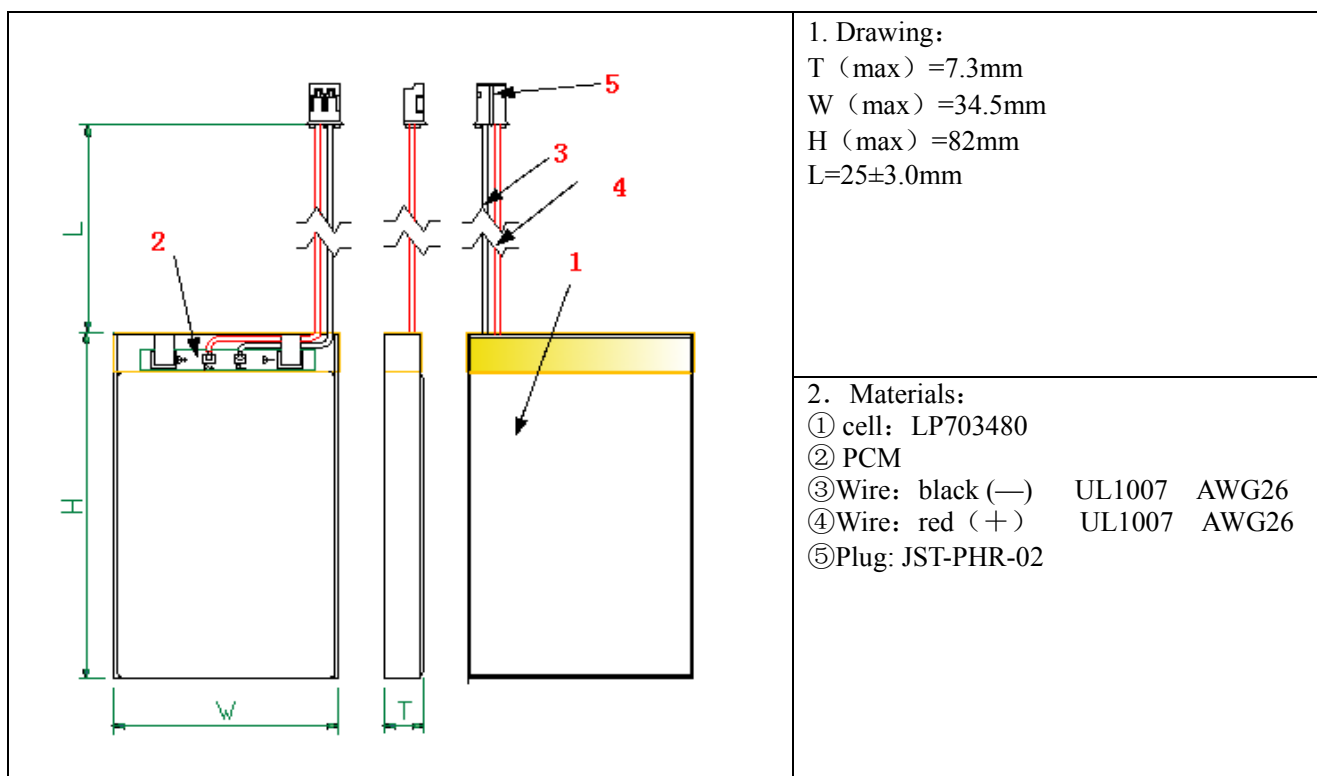 5
3
4
L
2
1
H
W
T
1. Drawing：
T（max）=7.3mm
W（max）=34.5mm
H（max）=82mm
L=25±3.0mm
2．Materials：
① cell：LP703480
② PCM
③Wire：black (—) UL1007 AWG26
④Wire：red（＋） UL1007 AWG26
⑤Plug: JST-PHR-02